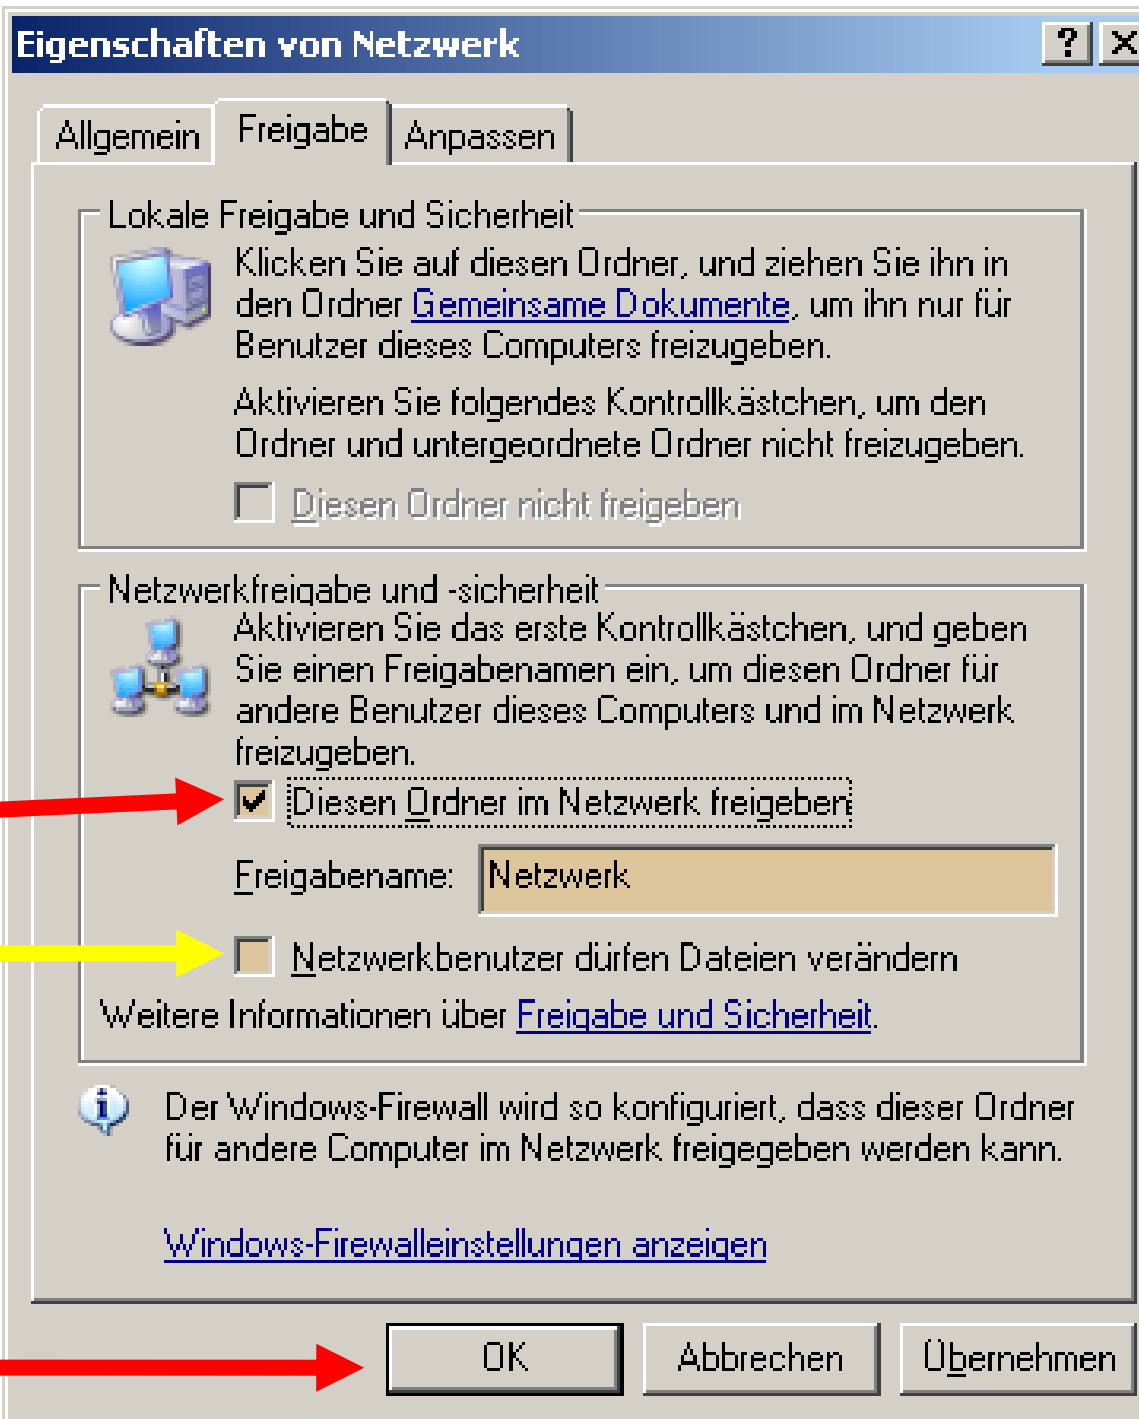 Eigenschaften von Netzwerk
Allgemein Freigabe Anpassen
Lokale Freigabe und Sicherheit
Klicken Sie auf diesen Ordner, und ziehen Sie ihn in
den Ordner Gemeinsame Dokumente, um ihn nur für
Benutzer dieses Computers freizugeben.
Aktivieren Sie folgendes Kontrollkästchen, um den
Ordner und untergeordnete Ordner nicht freizugeben.
Diesen Ordner nicht freigeben
Netzwerkfreigabe und -sicherheit
Aktivieren Sie das erste Kontrollkästchen, und geben
Sie einen Freigabenamen ein, um diesen Ordner für
andere Benutzer dieses Computers und im Netzwerk
freizugeben.
Diesen Ordner im Netzwerk freigeben
Freigabename: Netzwerk
Netzwerkbenutzer dürfen Dateien verändern
Weitere Informationen über Freigabe und Sicherheit.
Der Windows-Firewall wird so konfiguriert, dass dieser Ordner
für andere Computer im Netzwerk freigegeben werden kann.
Windows-Firewalleinstellungen anzeigen
OK Abbrechen Übernehmen